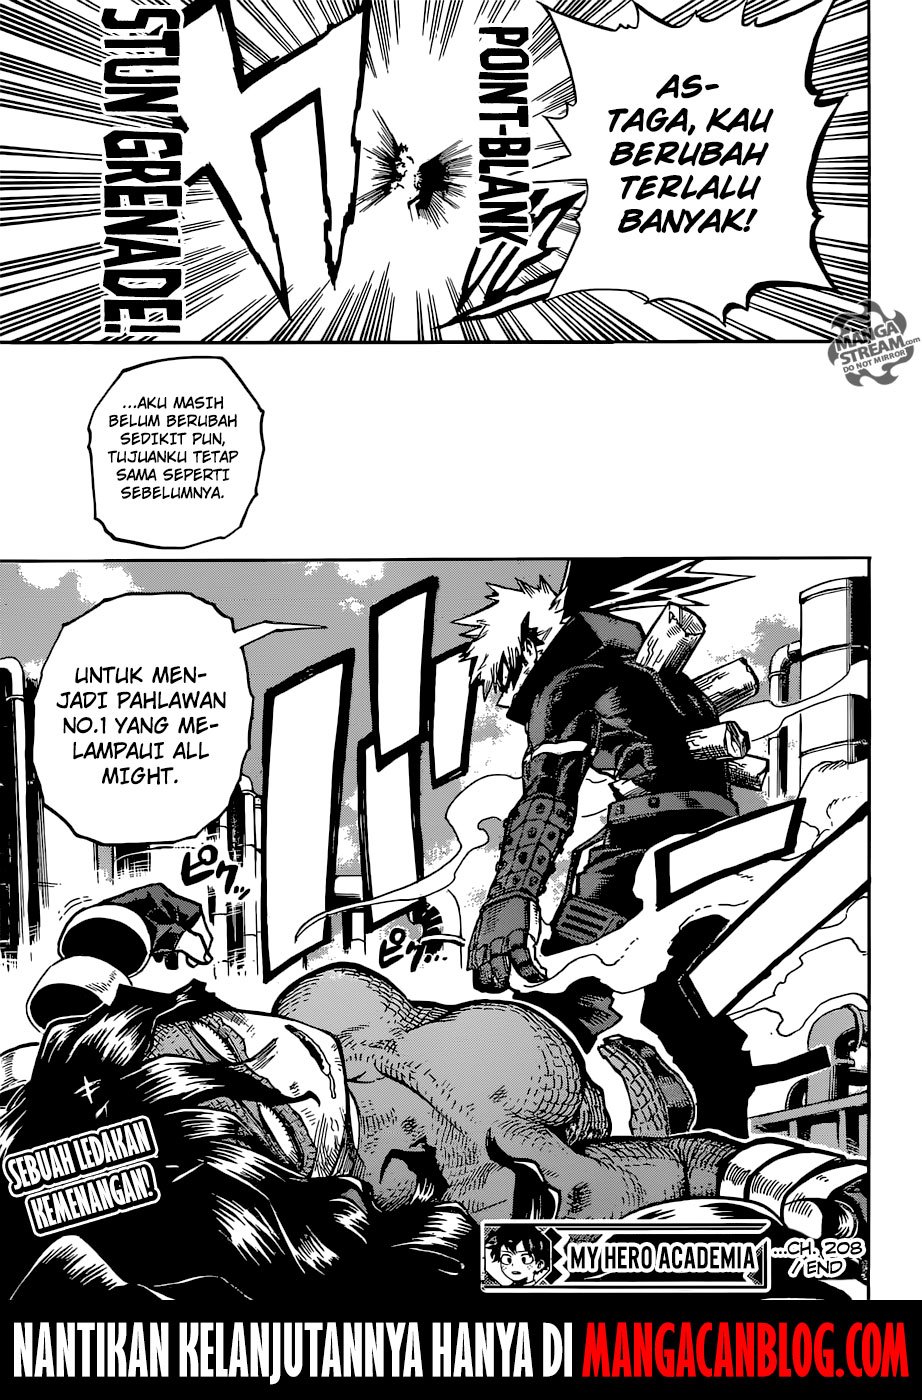 AS-
TAGA, KAU
BERUBAH
TERLALU
BANYAK!
POINT-BLANK
STUN GRENADE!
MANGA
STREAM.com
DO NOT MIRROR
...AKU MASIH
BELUM BERUBAH
SEDIKIT PUN,
TUJUANKU TETAP
SAMA SEPERTI
SEBELUMNYA.
UNTUK MEN-
JADI PAHLAWAN
NO.1 YANG ME-
LAMPAUI ALL
MIGHT.
ピクッ
ピクッ...
SEBUAH LEDAKAN
KEMENANGAN!
MY HERO ACADEMIA
...CH. 208
/ END
NANTIKAN KELANJUTANNYA HANYA DI MANGACANBLOG.COM